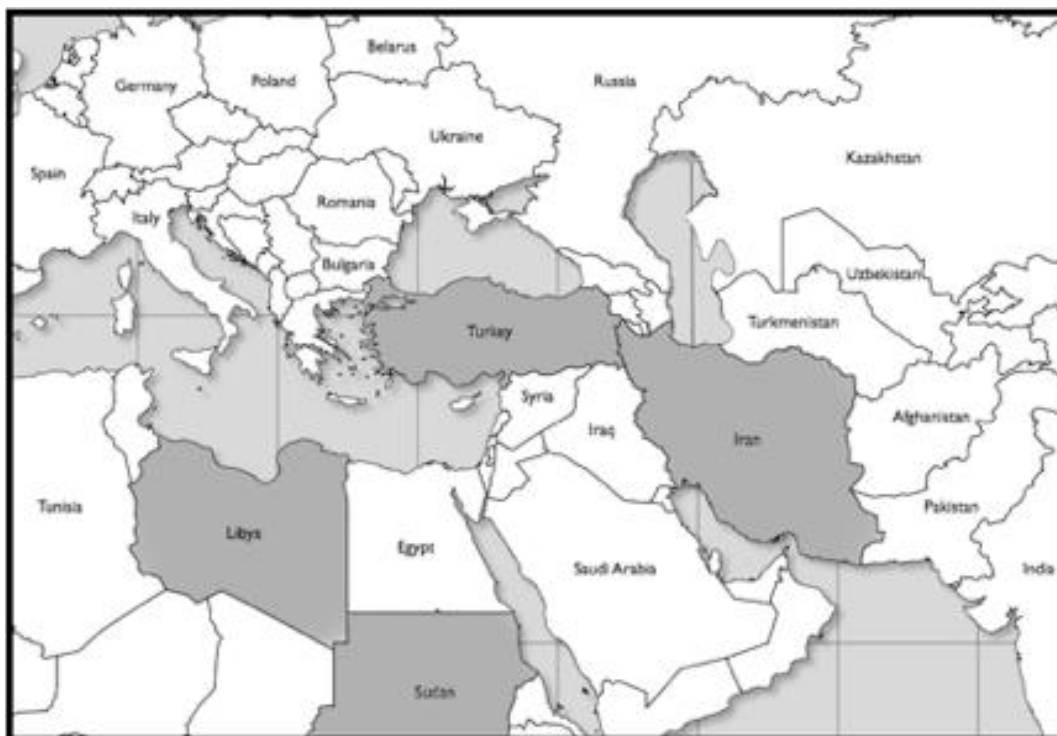 Belarus
Germany
Poland
Russia
Ukraine
Kazakhstan
Spain
Romania
Italy
Bulgaria
Uzbekistan
Turkmenistan
Turkey
Syria
Afghanistan
Iraq
Iran
Tunisia
Pakistan
Libya
Egypt
Saudi Arabia
India
Sudan